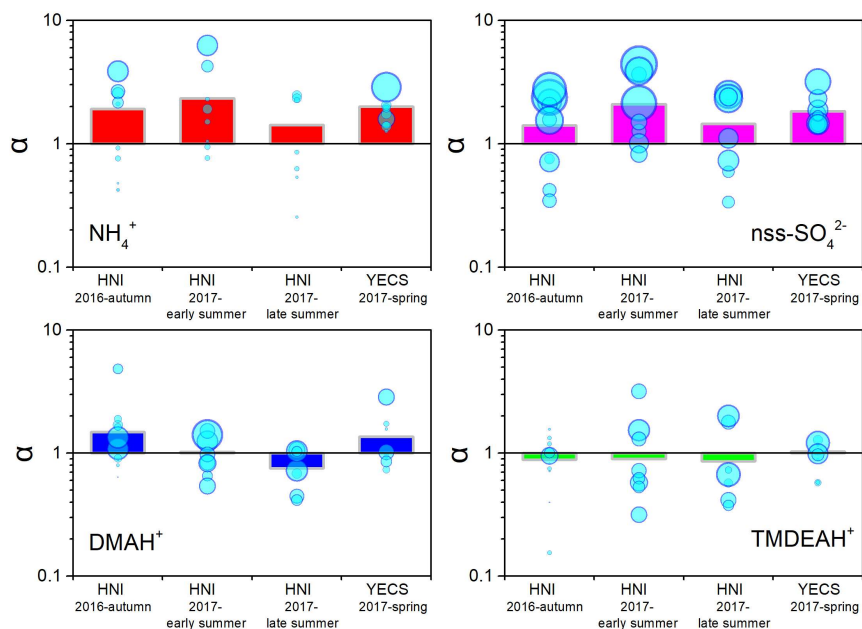 10
10
α
1
α
1
NH₄⁺
nss-SO₄²⁻
0.1
0.1
HNI HNI HNI YECS
2016-autumn 2017- 2017- 2017-spring
early summer late summer
HNI HNI HNI YECS
2016-autumn 2017- 2017- 2017-spring
early summer late summer
10
10
α
1
α
1
DMAH⁺
TMDEAH⁺
0.1
0.1
HNI HNI HNI YECS
2016-autumn 2017- 2017- 2017-spring
early summer late summer
HNI HNI HNI YECS
2016-autumn 2017- 2017- 2017-spring
early summer late summer